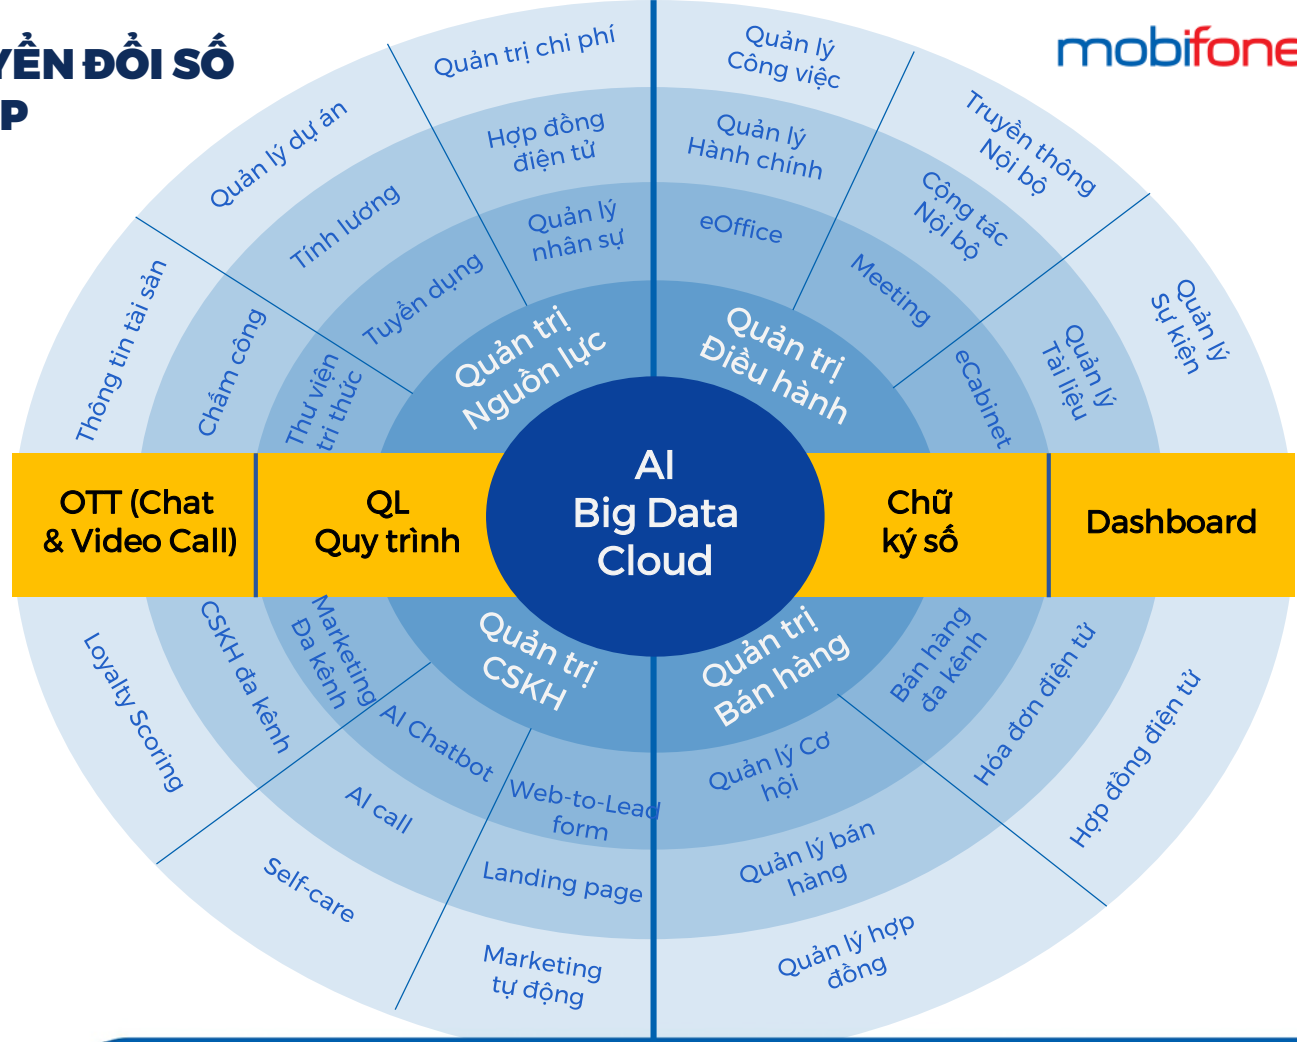 YỂN ĐỔI SỐ
P
mobifone
Quản trị chi phí
Quản lý dự án
Thông tin tài sản
Hợp đồng
điện tử
Tính lương
Chấm công
Quản lý
nhân sự
Tuyển dụng
Thư viện
tri thức
Quản trị
Nguồn lực
Quản lý
Công việc
Truyền thông
Nội bộ
Quản lý
Sự kiện
Quản lý
Hành chính
Cộng tác
Nội bộ
Quản lý
Tài liệu
eOffice
Meeting
eCabinet
Quản trị
Điều hành
OTT (Chat
& Video Call)
QL
Quy trình
AI
Big Data
Cloud
Chữ
ký số
Dashboard
Quản trị
CSKH
Marketing
Đa kênh
AI Chatbot
Web-to-Lead
form
CSKH đa kênh
AI call
Landing page
Loyalty Scoring
Self-care
Marketing
tự động
Quản trị
Bán hàng
Bán hàng
đa kênh
Quản lý Cơ
hội
Hóa đơn điện tử
Quản lý bán
hàng
Hợp đồng điện tử
Quản lý hợp
đồng